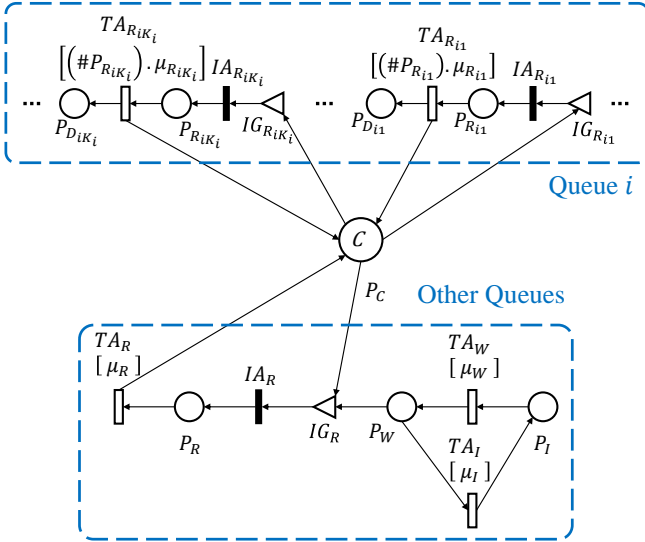 TA_{R_{iK_i}} TA_{R_{i1}}
[(#P_{R_{iK_i}}).μ_{R_{iK_i}}] IA_{R_{iK_i}} [(#P_{R_{i1}}).μ_{R_{i1}}] IA_{R_{i1}}
... ... ...
P_{D_{iK_i}} P_{R_{iK_i}} IG_{R_{iK_i}} P_{D_{i1}} P_{R_{i1}} IG_{R_{i1}}
Queue i
C
P_C
Other Queues
TA_R TA_W
[μ_R] IA_R [μ_W]
P_R IG_R P_W P_I
TA_I
[μ_I]